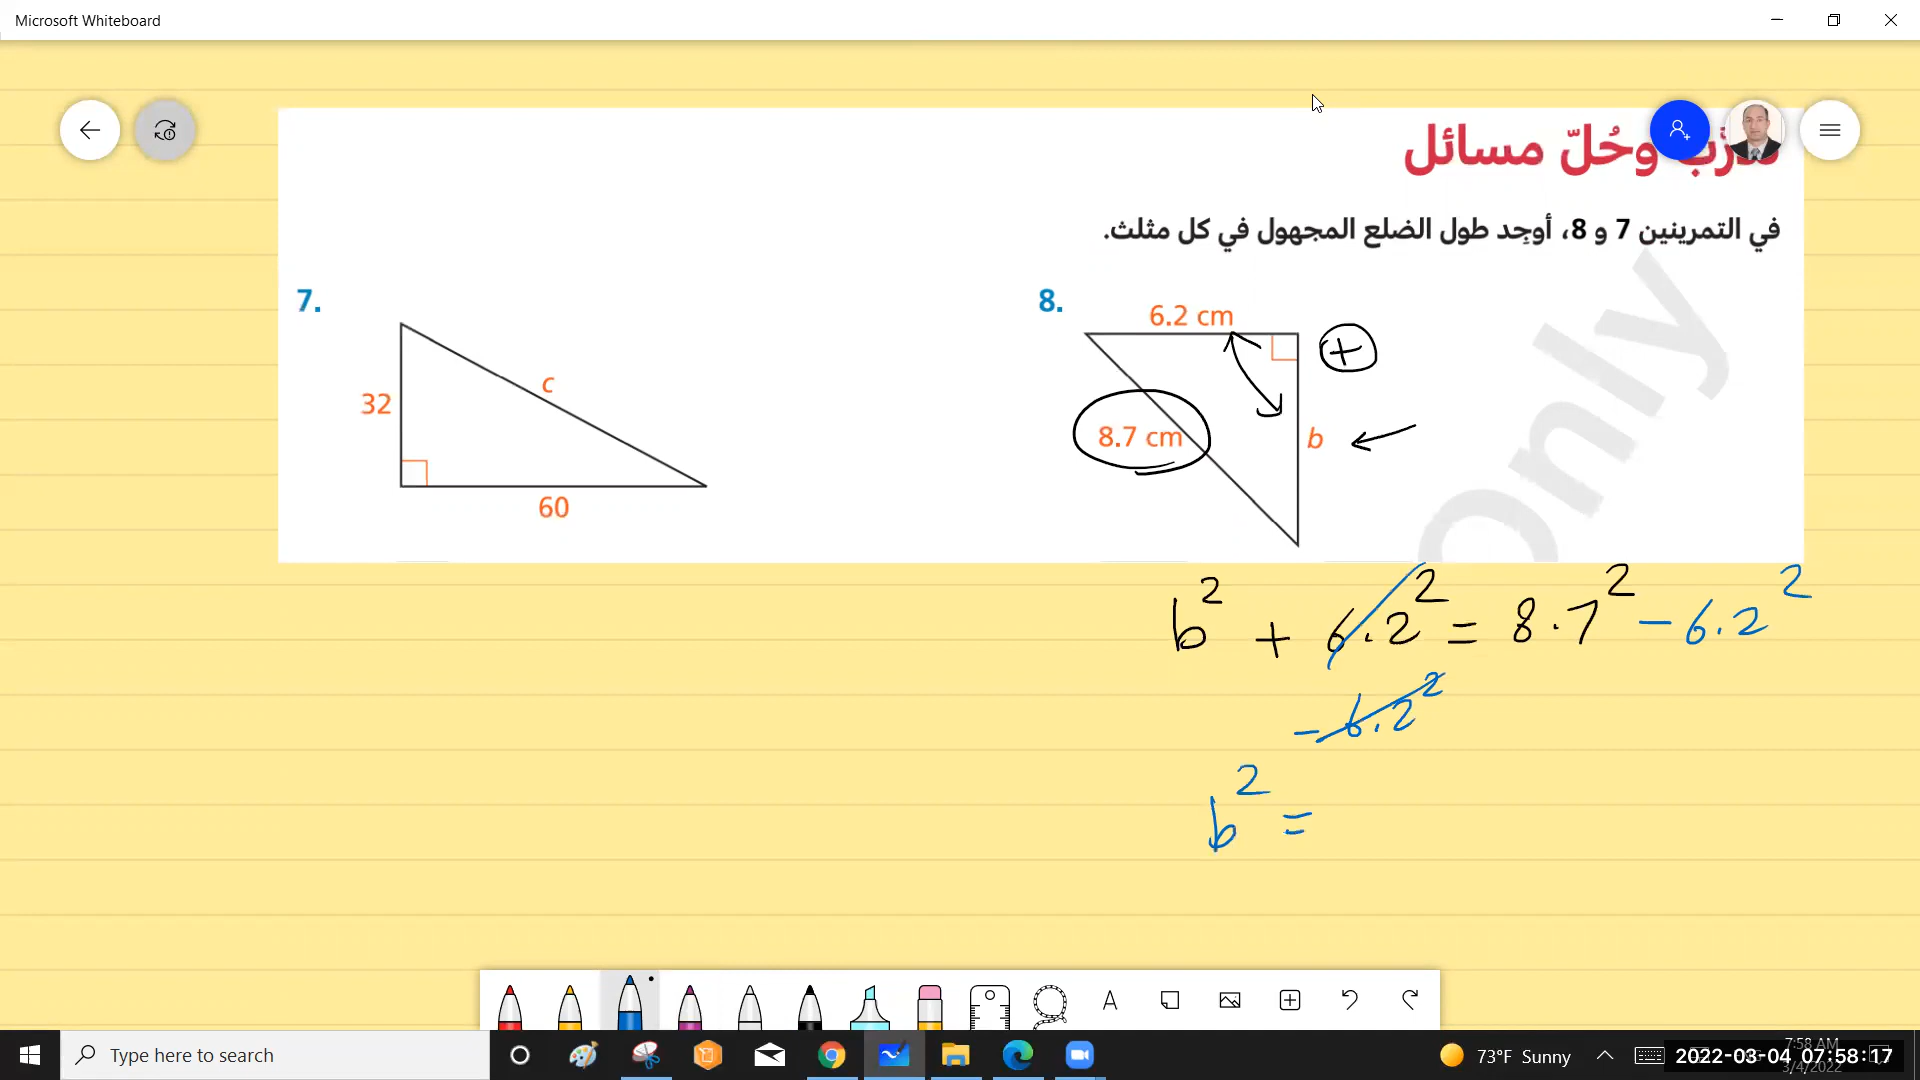 Microsoft Whiteboard
وحُلّ مسائل
في التمرينين 7 و 8، أوجِد طول الضلع المجهول في كل مثلث.
7.
32
c
60
8.
6.2 cm
+
8.7 cm
b
Only
b² + 6.2² = 8.7² - 6.2²
- 6.2²
b² =
Type here to search
73°F Sunny
7:58 AM
3/4/2022
2022-03-04 07:58:17